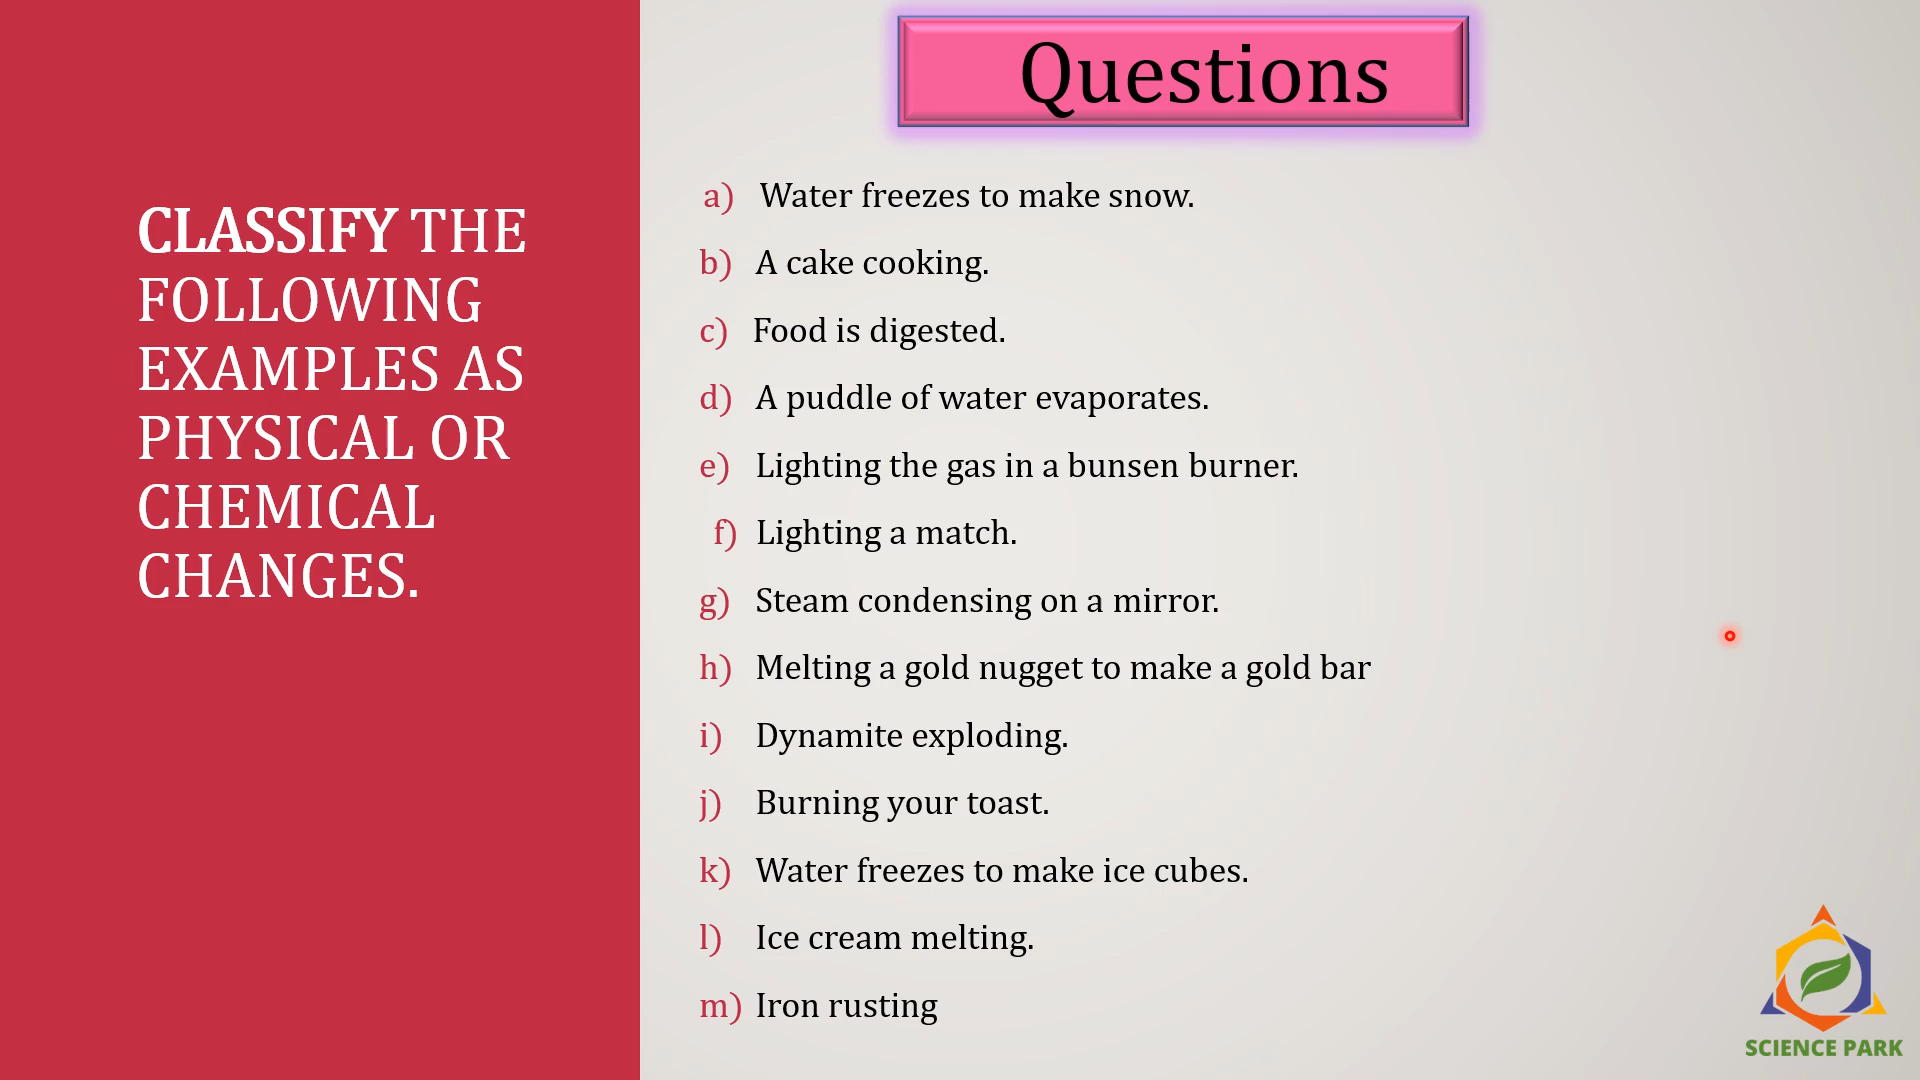 CLASSIFY THE
FOLLOWING
EXAMPLES AS
PHYSICAL OR
CHEMICAL
CHANGES.
Questions
a) Water freezes to make snow.
b) A cake cooking.
c) Food is digested.
d) A puddle of water evaporates.
e) Lighting the gas in a bunsen burner.
f) Lighting a match.
g) Steam condensing on a mirror.
h) Melting a gold nugget to make a gold bar
i) Dynamite exploding.
j) Burning your toast.
k) Water freezes to make ice cubes.
l) Ice cream melting.
m) Iron rusting
SCIENCE PARK